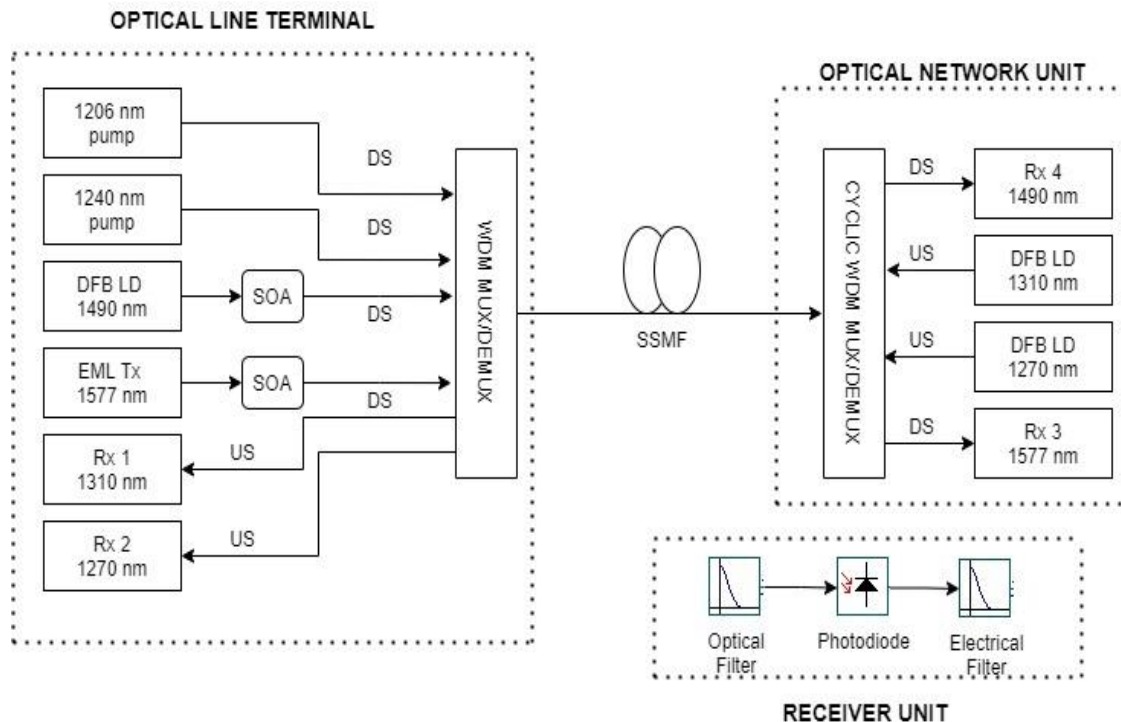 OPTICAL LINE TERMINAL
1206 nm
pump
DS
1240 nm
pump
DS
DFB LD
1490 nm
SOA
DS
EML Tx
1577 nm
SOA
DS
Rx 1
1310 nm
US
Rx 2
1270 nm
US
WDM MUX/DEMUX
SSMF
OPTICAL NETWORK UNIT
CYCLIC WDM MUX/DEMUX
DS
Rx 4
1490 nm
US
DFB LD
1310 nm
US
DFB LD
1270 nm
DS
Rx 3
1577 nm
Optical
Filter
Photodiode
Electrical
Filter
RECEIVER UNIT